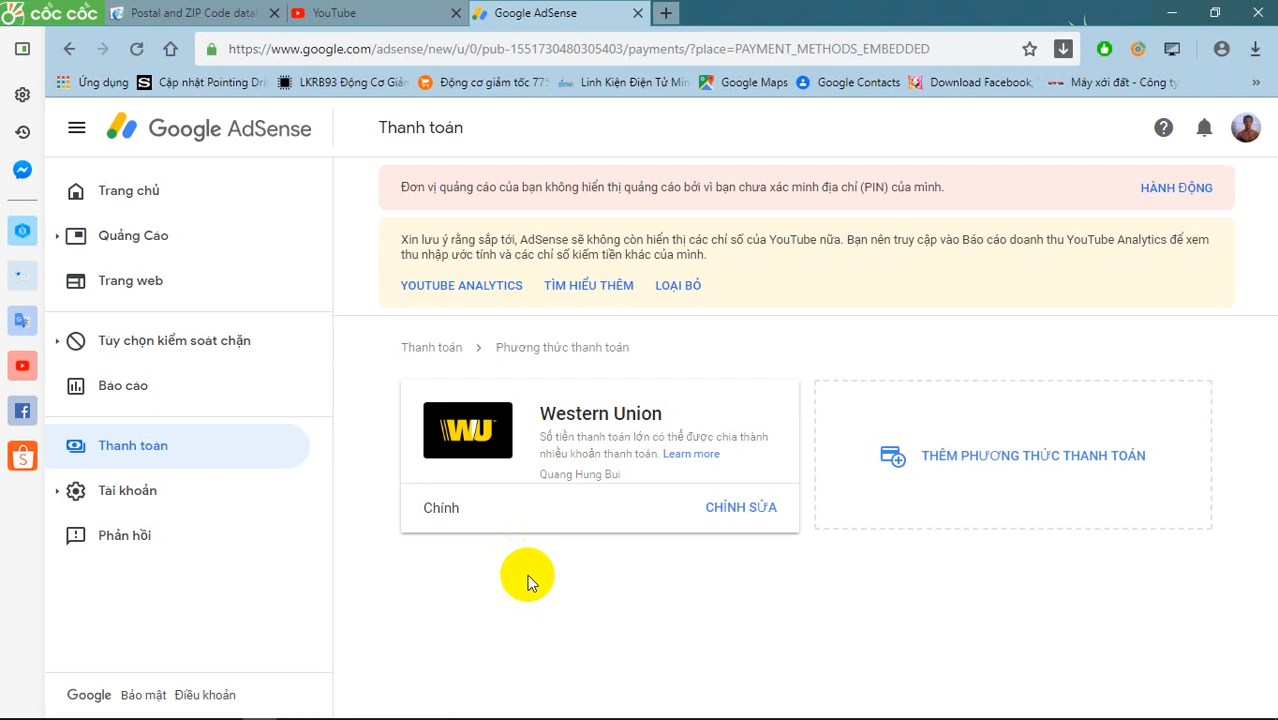 cốc cốc
Postal and ZIP Code data
YouTube
Google AdSense
https://www.google.com/adsense/new/u/0/pub-1551730480305403/payments/?place=PAYMENT_METHODS_EMBEDDED
Ứng dụng
Cập nhật Pointing Dri
LKRB93 Động Cơ Giả
Động cơ giảm tốc 775
Linh Kiện Điện Tử Min
Google Maps
Google Contacts
Download Facebook,
Máy xới đất - Công ty
»
Google AdSense
Thanh toán
Đơn vị quảng cáo của bạn không hiển thị quảng cáo bởi vì bạn chưa xác minh địa chỉ (PIN) của mình.
HÀNH ĐỘNG
Xin lưu ý rằng sắp tới, AdSense sẽ không còn hiển thị các chỉ số của YouTube nữa. Bạn nên truy cập vào Báo cáo doanh thu YouTube Analytics để xem
thu nhập ước tính và các chỉ số kiếm tiền khác của mình.
YOUTUBE ANALYTICS
TÌM HIỂU THÊM
LOẠI BỎ
Trang chủ
Quảng Cáo
Trang web
Tùy chọn kiểm soát chặn
Báo cáo
Thanh toán
Tài khoản
Phản hồi
Thanh toán > Phương thức thanh toán
WU
Western Union
Số tiền thanh toán lớn có thể được chia thành
nhiều khoản thanh toán. Learn more
Quang Hung Bui
Chính
CHỈNH SỬA
THÊM PHƯƠNG THỨC THANH TOÁN
Google Bảo mật Điều khoản